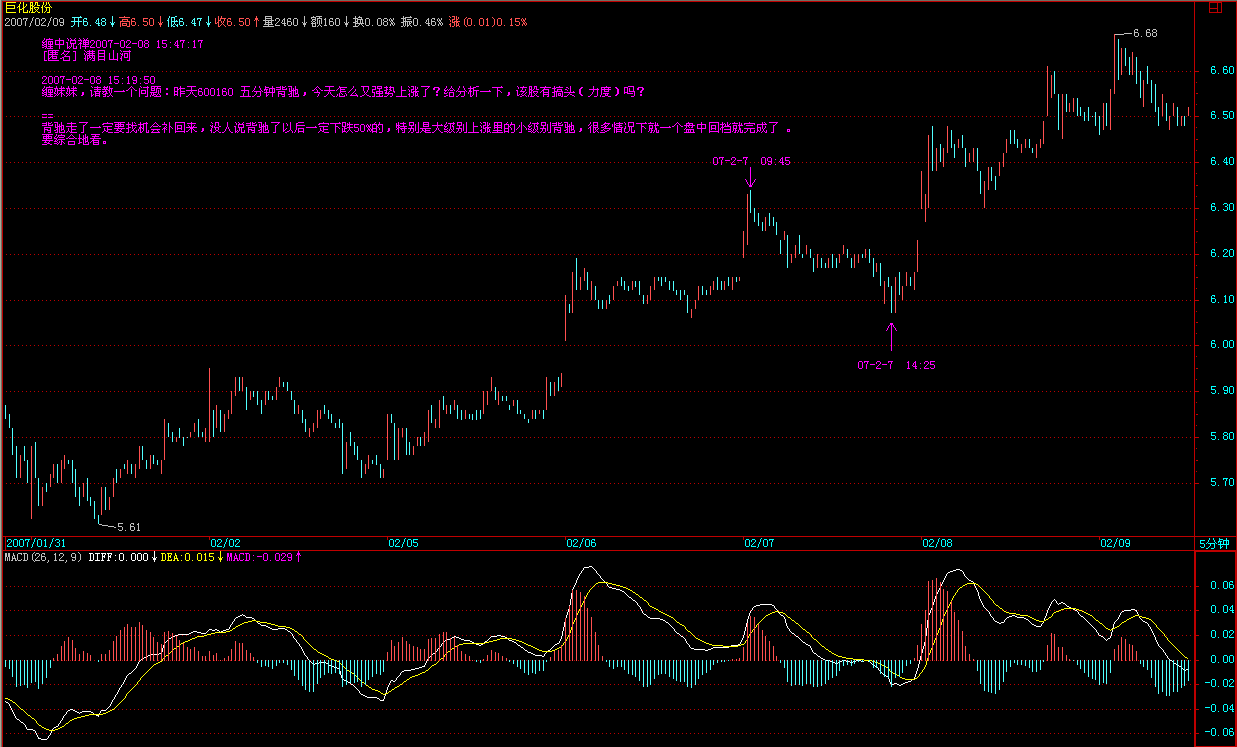 巨化股份
2007/02/09 开6.48↓高6.50↓低6.47↓收6.50↑量2460↓额160↓换0.08% 振0.46% 涨(0.01)0.15%
缠中说禅2007-02-08 15:47:17
[匿名] 满目山河
2007-02-08 15:19:50
缠妹妹，请教一个问题：昨天600160 五分钟背驰，今天怎么又强势上涨了？给分析一下，该股有搞头（力度）吗？
==
背驰走了一定要找机会补回来，没人说背驰了以后一定下跌50%的，特别是大级别上涨里的小级别背驰，很多情况下就一个盘中回档就完成了 。
要综合地看。
6.68
6.60
6.50
07-2-7 09:45
6.40
6.30
6.20
6.10
6.00
07-2-7 14:25
5.90
5.80
5.70
5.61
2007/01/31 02/02 02/05 02/06 02/07 02/08 02/09 5分钟
MACD(26,12,9) DIFF:0.000↓DEA:0.015↓MACD:-0.029↑
0.06
0.04
0.02
0.00
-0.02
-0.04
-0.06